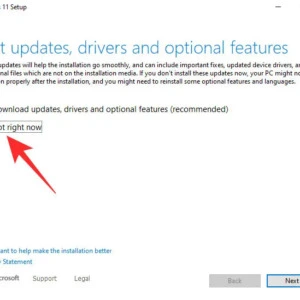 11 Setup
t updates, drivers and optional features
updates will help the installation go smoothly, and can include important fixes, updated device drivers, an
nal files which are not on the installation media. If you don't install these updates now, your PC might no
n properly after the installation, and you might need to reinstall some optional features and languages.
ownload updates, drivers and optional features (recommended)
ot right now
ant to help make the installation better
Statement
crosoft Support Legal
Back Next